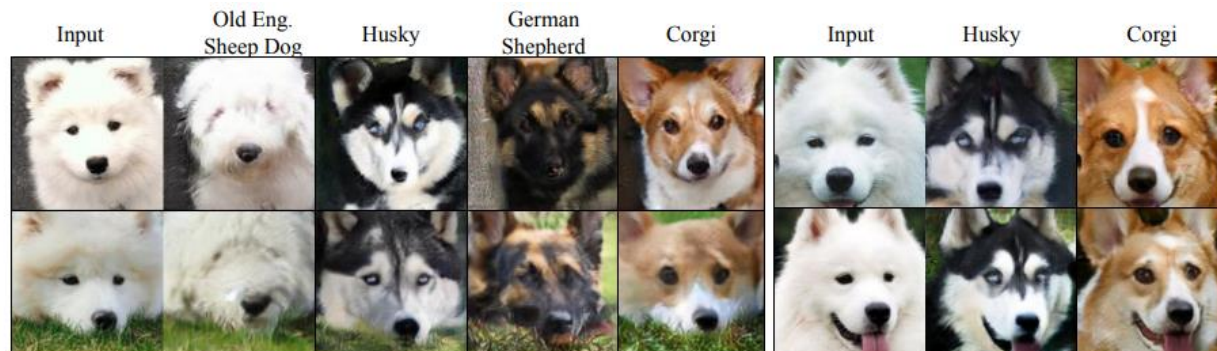 Input
Old Eng.
Sheep Dog
Husky
German
Shepherd
Corgi
Input
Husky
Corgi